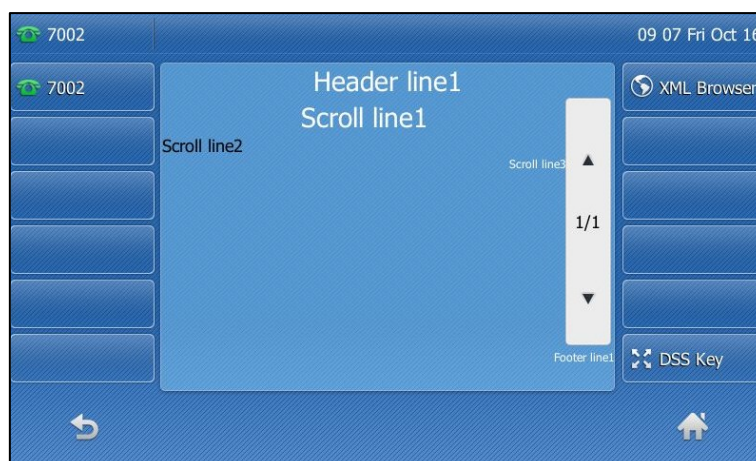 7002
09 07 Fri Oct 16
7002
Header line1
XML Browser
Scroll line1
Scroll line2
Scroll line3
1/1
Footer line1
DSS Key